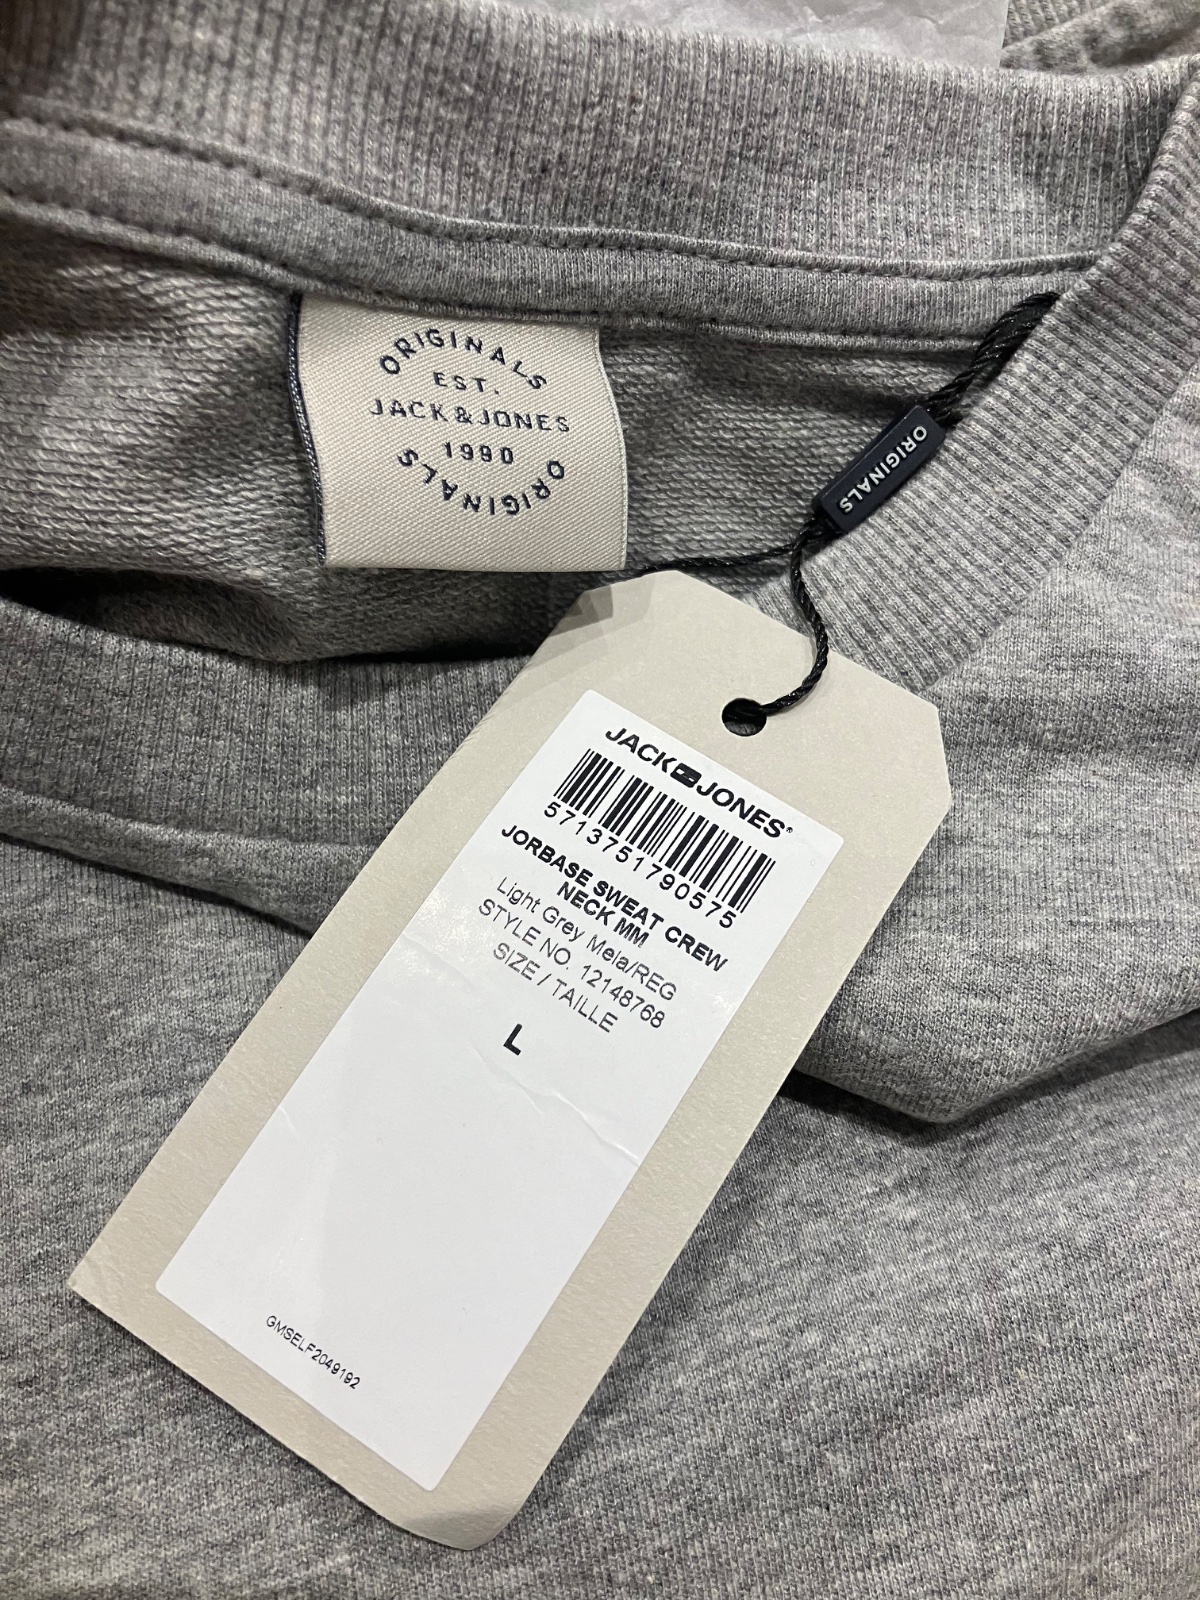 ORIGINALS
EST.
JACK&JONES
1990
ORIGINALS
ORIGINALS
JACK JONES®
5713751790575
JORBASE SWEAT CREW
NECK MM
Light Grey Mela/REG
STYLE NO. 12148768
SIZE / TAILLE
L
GMSELF2049192